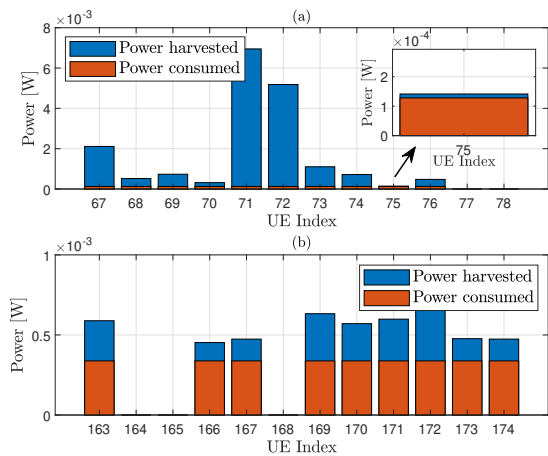 (a)
×10⁻³
8
6
4
2
0
Power [W]
Power harvested
Power consumed
×10⁻⁴
2
1
0
Power [W]
75
UE Index
67 68 69 70 71 72 73 74 75 76 77 78
UE Index
(b)
×10⁻³
1
0.5
0
Power [W]
Power harvested
Power consumed
163 164 165 166 167 168 169 170 171 172 173 174
UE Index